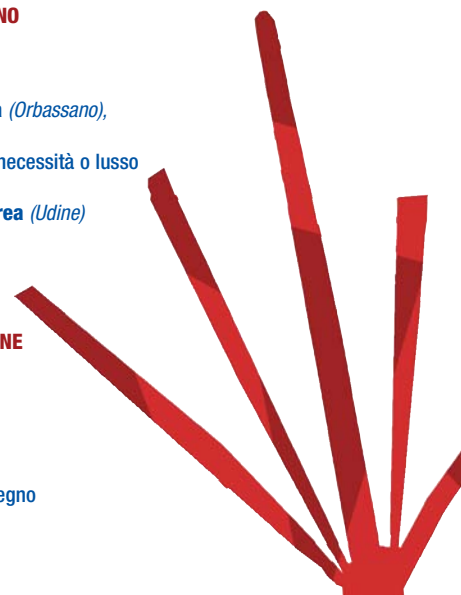 NO
a (Orbassano),
necessità o lusso
rea (Udine)
NE
egno